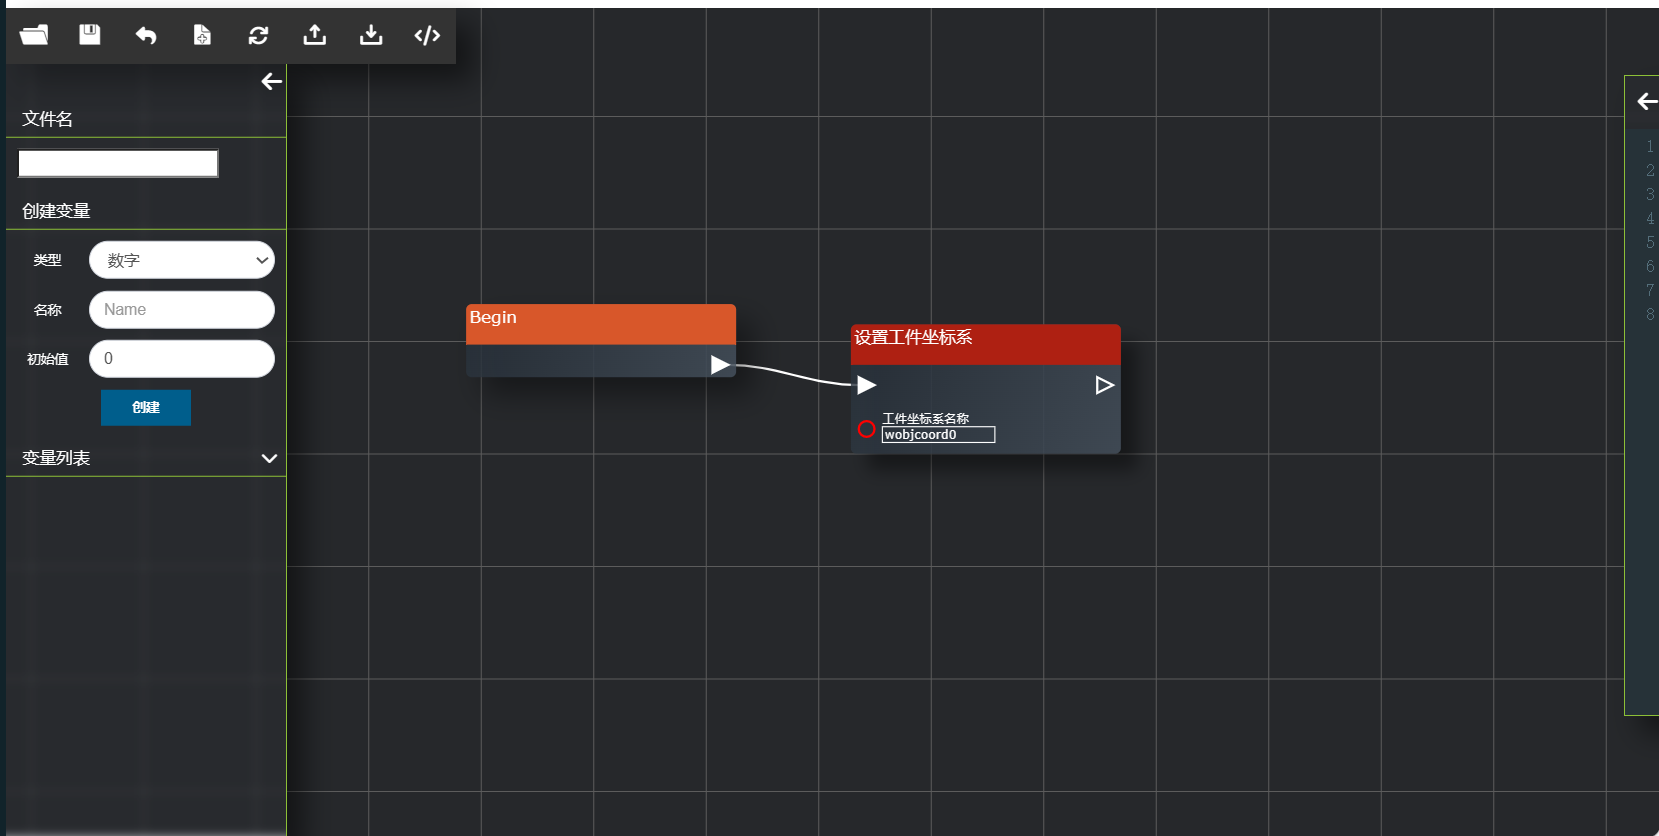 文件名
创建变量
类型
数字
名称
Name
初始值
0
创建
变量列表
Begin
设置工件坐标系
工件坐标系名称
wobjcoord0
1
2
3
4
5
6
7
8